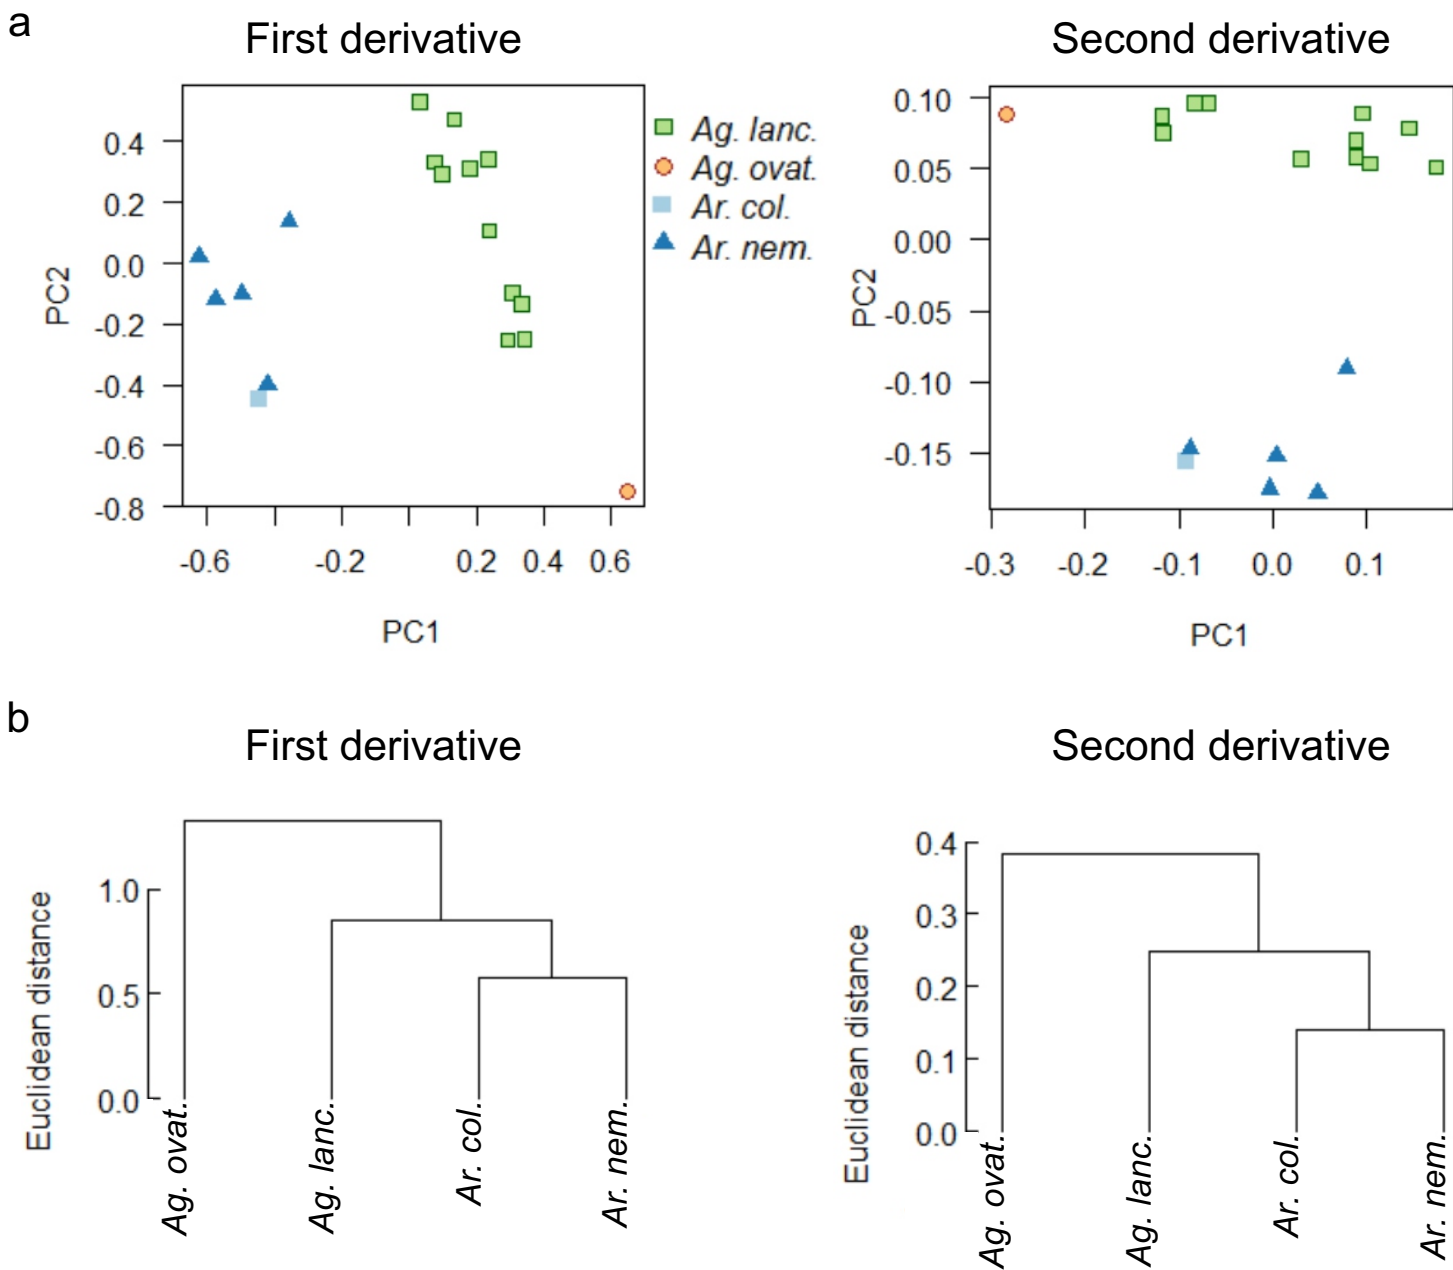 a
First derivative
Second derivative
PC2
0.4
0.2
0.0
-0.2
-0.4
-0.6
-0.8
-0.6 -0.2 0.2 0.4 0.6
PC1
Ag. lanc.
Ag. ovat.
Ar. col.
Ar. nem.
PC2
0.10
0.05
0.00
-0.05
-0.10
-0.15
-0.3 -0.2 -0.1 0.0 0.1
PC1
b
First derivative
Second derivative
Euclidean distance
1.0
0.5
0.0
Ag. ovat.
Ag. lanc.
Ar. col.
Ar. nem.
Euclidean distance
0.4
0.3
0.2
0.1
0.0
Ag. ovat.
Ag. lanc.
Ar. col.
Ar. nem.